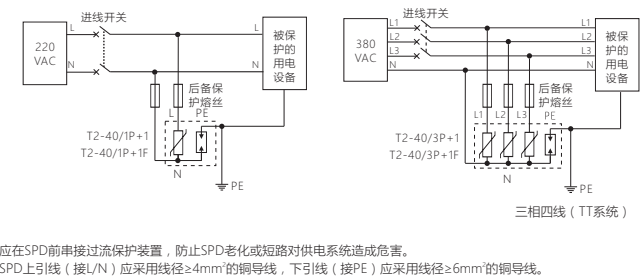 进线开关
L
L
220
VAC
N
N
被保
护的
用电
设备
后备保
护熔丝
L
PE
T2-40/1P+1
T2-40/1P+1F
N
PE
进线开关
L1
L1
L2
L2
L3
L3
N
N
380
VAC
被保
护的
用电
设备
后备保
护熔丝
L1
L2
L3
PE
T2-40/3P+1
T2-40/3P+1F
N
PE
三相四线（TT系统）
应在SPD前串接过流保护装置，防止SPD老化或短路对供电系统造成危害。
SPD上引线（接L/N）应采用线径≥4mm²的铜导线，下引线（接PE）应采用线径≥6mm²的铜导线。